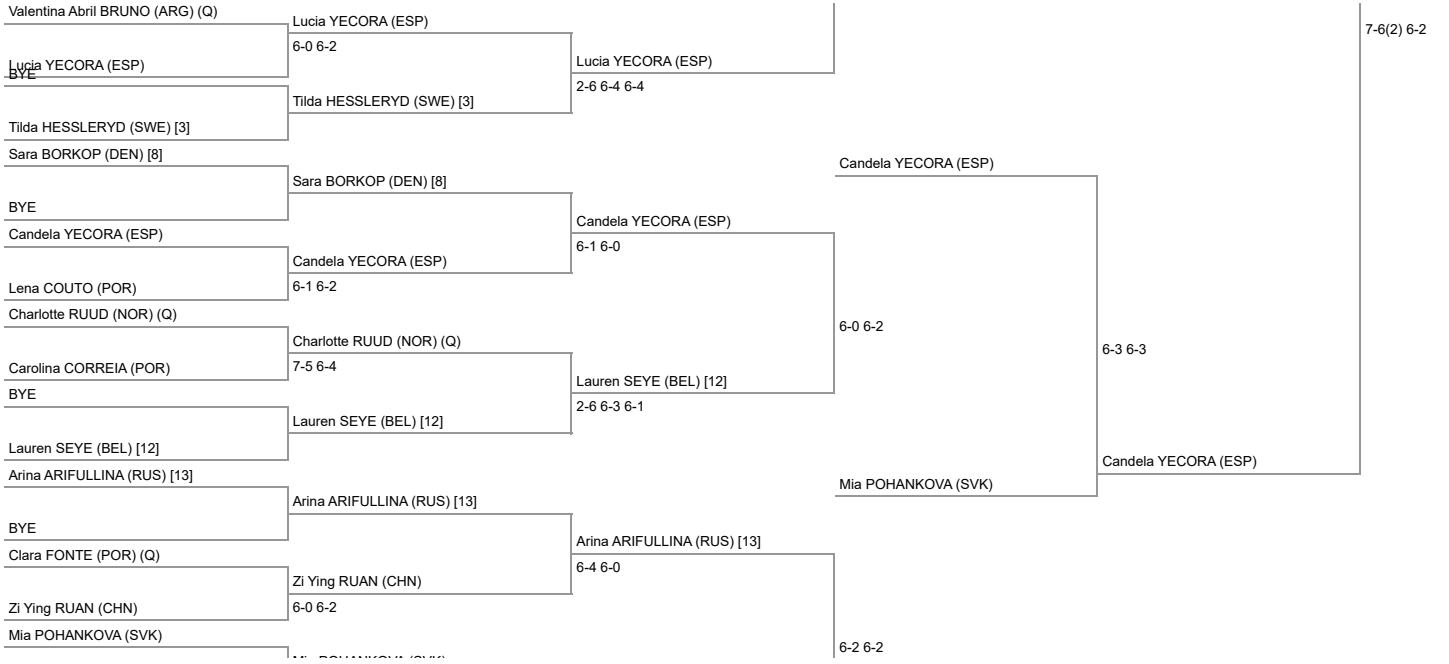 Valentina Abril BRUNO (ARG) (Q)
Lucia YECORA (ESP)
BYE
Tilda HESSLERYD (SWE) [3]
Sara BORKOP (DEN) [8]
BYE
Candela YECORA (ESP)
Lena COUTO (POR)
Charlotte RUUD (NOR) (Q)
Carolina CORREIA (POR)
BYE
Lauren SEYE (BEL) [12]
Arina ARIFULLINA (RUS) [13]
BYE
Clara FONTE (POR) (Q)
Zi Ying RUAN (CHN)
Mia POHANKOVA (SVK)
Lucia YECORA (ESP)
6-0 6-2
Tilda HESSLERYD (SWE) [3]
Sara BORKOP (DEN) [8]
Candela YECORA (ESP)
6-1 6-2
Charlotte RUUD (NOR) (Q)
7-5 6-4
Lauren SEYE (BEL) [12]
Arina ARIFULLINA (RUS) [13]
Zi Ying RUAN (CHN)
6-0 6-2
Mia POHANKOVA (SVK)
Lucia YECORA (ESP)
2-6 6-4 6-4
Candela YECORA (ESP)
6-1 6-0
Lauren SEYE (BEL) [12]
2-6 6-3 6-1
Arina ARIFULLINA (RUS) [13]
6-4 6-0
Candela YECORA (ESP)
6-0 6-2
Mia POHANKOVA (SVK)
6-2 6-2
6-3 6-3
Candela YECORA (ESP)
7-6(2) 6-2